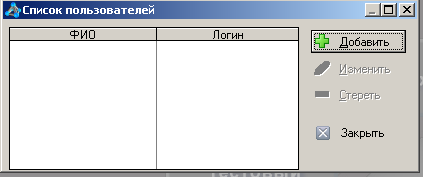 Список пользователей
ФИО Логин
Добавить
Изменить
Стереть
Закрыть